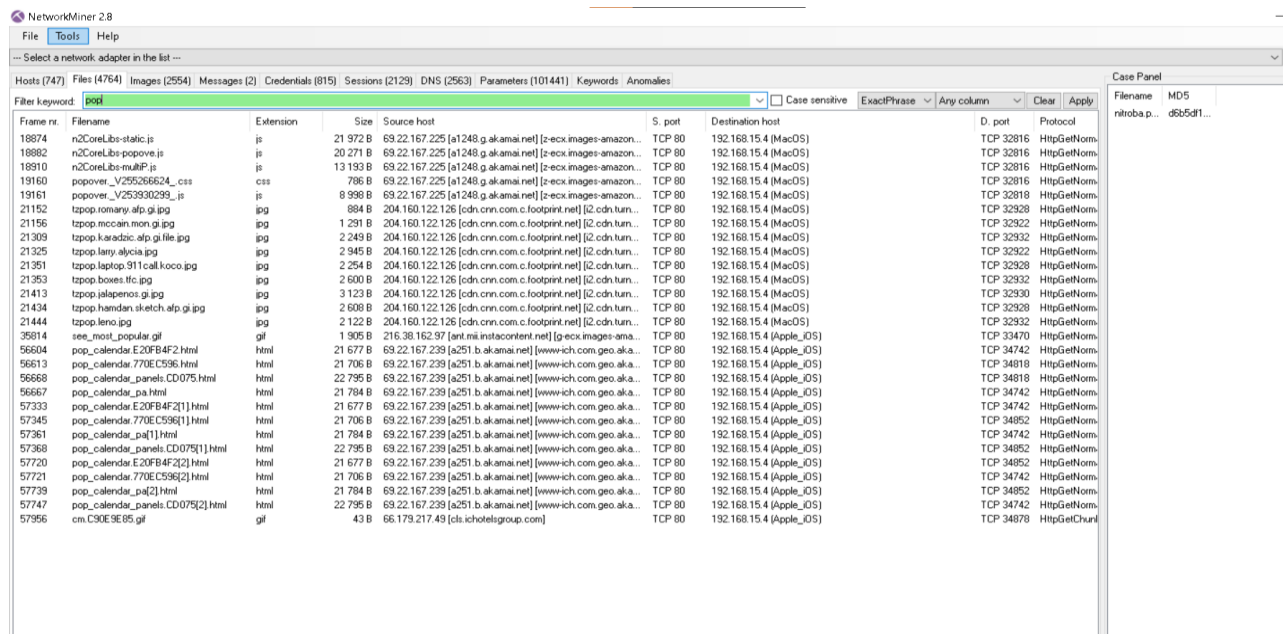 NetworkMiner 2.8
File Tools Help
--- Select a network adapter in the list ---
Hosts (747) Files (4764) Images (2554) Messages (2) Credentials (815) Sessions (2129) DNS (2563) Parameters (101441) Keywords Anomalies
Case Panel
Filter keyword: pop Case sensitive ExactPhrase Any column Clear Apply
Filename MD5
nitroba.p... d6b5df1...
Frame nr. Filename Extension Size Source host S. port Destination host D. port Protocol
18874 n2CoreLibs-static.js js 21 972 B 69.22.167.225 [a1248.g.akamai.net] [z-ecx.images-amazon... TCP 80 192.168.15.4 (MacOS) TCP 32816 HttpGetNorm
18882 n2CoreLibs-popove.js js 20 271 B 69.22.167.225 [a1248.g.akamai.net] [z-ecx.images-amazon... TCP 80 192.168.15.4 (MacOS) TCP 32816 HttpGetNorm
18910 n2CoreLibs-multiP.js js 13 193 B 69.22.167.225 [a1248.g.akamai.net] [z-ecx.images-amazon... TCP 80 192.168.15.4 (MacOS) TCP 32816 HttpGetNorm
19160 popover._V255266624_.css css 786 B 69.22.167.225 [a1248.g.akamai.net] [z-ecx.images-amazon... TCP 80 192.168.15.4 (MacOS) TCP 32816 HttpGetNorm
19161 popover._V253930299_.js js 8 998 B 69.22.167.225 [a1248.g.akamai.net] [z-ecx.images-amazon... TCP 80 192.168.15.4 (MacOS) TCP 32818 HttpGetNorm
21152 tzpop.romany.afp.gi.jpg jpg 884 B 204.160.122.126 [cdn.cnn.com.c.footprint.net] [i2.cdn.turn... TCP 80 192.168.15.4 (MacOS) TCP 32928 HttpGetNorm
21156 tzpop.mccain.mon.gi.jpg jpg 1 291 B 204.160.122.126 [cdn.cnn.com.c.footprint.net] [i2.cdn.turn... TCP 80 192.168.15.4 (MacOS) TCP 32922 HttpGetNorm
21309 tzpop.karadzic.afp.gi.file.jpg jpg 2 249 B 204.160.122.126 [cdn.cnn.com.c.footprint.net] [i2.cdn.turn... TCP 80 192.168.15.4 (MacOS) TCP 32932 HttpGetNorm
21325 tzpop.larry.alycia.jpg jpg 2 945 B 204.160.122.126 [cdn.cnn.com.c.footprint.net] [i2.cdn.turn... TCP 80 192.168.15.4 (MacOS) TCP 32922 HttpGetNorm
21351 tzpop.laptop.911call.koco.jpg jpg 2 254 B 204.160.122.126 [cdn.cnn.com.c.footprint.net] [i2.cdn.turn... TCP 80 192.168.15.4 (MacOS) TCP 32928 HttpGetNorm
21353 tzpop.boxes.tfc.jpg jpg 2 600 B 204.160.122.126 [cdn.cnn.com.c.footprint.net] [i2.cdn.turn... TCP 80 192.168.15.4 (MacOS) TCP 32932 HttpGetNorm
21413 tzpop.jalapenos.gi.jpg jpg 3 123 B 204.160.122.126 [cdn.cnn.com.c.footprint.net] [i2.cdn.turn... TCP 80 192.168.15.4 (MacOS) TCP 32930 HttpGetNorm
21434 tzpop.hamdan.sketch.afp.gi.jpg jpg 2 608 B 204.160.122.126 [cdn.cnn.com.c.footprint.net] [i2.cdn.turn... TCP 80 192.168.15.4 (MacOS) TCP 32928 HttpGetNorm
21444 tzpop.leno.jpg jpg 2 122 B 204.160.122.126 [cdn.cnn.com.c.footprint.net] [i2.cdn.turn... TCP 80 192.168.15.4 (MacOS) TCP 32932 HttpGetNorm
35814 see_most_popular.gif gif 1 905 B 216.38.162.97 [ant.mii.instacontent.net] [g-ecx.images-ama... TCP 80 192.168.15.4 (Apple_iOS) TCP 33470 HttpGetNorm
56604 pop_calendar.E20FB4F2.html html 21 677 B 69.22.167.239 [a251.b.akamai.net] [www-ich.com.geo.aka... TCP 80 192.168.15.4 (Apple_iOS) TCP 34742 HttpGetNorm
56613 pop_calendar.770EC596.html html 21 706 B 69.22.167.239 [a251.b.akamai.net] [www-ich.com.geo.aka... TCP 80 192.168.15.4 (Apple_iOS) TCP 34818 HttpGetNorm
56668 pop_calendar_panels.CD075.html html 22 795 B 69.22.167.239 [a251.b.akamai.net] [www-ich.com.geo.aka... TCP 80 192.168.15.4 (Apple_iOS) TCP 34818 HttpGetNorm
56667 pop_calendar_pa.html html 21 784 B 69.22.167.239 [a251.b.akamai.net] [www-ich.com.geo.aka... TCP 80 192.168.15.4 (Apple_iOS) TCP 34742 HttpGetNorm
57333 pop_calendar.E20FB4F2[1].html html 21 677 B 69.22.167.239 [a251.b.akamai.net] [www-ich.com.geo.aka... TCP 80 192.168.15.4 (Apple_iOS) TCP 34742 HttpGetNorm
57345 pop_calendar.770EC596[1].html html 21 706 B 69.22.167.239 [a251.b.akamai.net] [www-ich.com.geo.aka... TCP 80 192.168.15.4 (Apple_iOS) TCP 34852 HttpGetNorm
57361 pop_calendar_pa[1].html html 21 784 B 69.22.167.239 [a251.b.akamai.net] [www-ich.com.geo.aka... TCP 80 192.168.15.4 (Apple_iOS) TCP 34742 HttpGetNorm
57368 pop_calendar_panels.CD075[1].html html 22 795 B 69.22.167.239 [a251.b.akamai.net] [www-ich.com.geo.aka... TCP 80 192.168.15.4 (Apple_iOS) TCP 34852 HttpGetNorm
57720 pop_calendar.E20FB4F2[2].html html 21 677 B 69.22.167.239 [a251.b.akamai.net] [www-ich.com.geo.aka... TCP 80 192.168.15.4 (Apple_iOS) TCP 34852 HttpGetNorm
57721 pop_calendar.770EC596[2].html html 21 706 B 69.22.167.239 [a251.b.akamai.net] [www-ich.com.geo.aka... TCP 80 192.168.15.4 (Apple_iOS) TCP 34742 HttpGetNorm
57739 pop_calendar_pa[2].html html 21 784 B 69.22.167.239 [a251.b.akamai.net] [www-ich.com.geo.aka... TCP 80 192.168.15.4 (Apple_iOS) TCP 34852 HttpGetNorm
57747 pop_calendar_panels.CD075[2].html html 22 795 B 69.22.167.239 [a251.b.akamai.net] [www-ich.com.geo.aka... TCP 80 192.168.15.4 (Apple_iOS) TCP 34742 HttpGetNorm
57956 cm.C90E9E85.gif gif 43 B 66.179.217.49 [cls.ichotelsgroup.com] TCP 80 192.168.15.4 (Apple_iOS) TCP 34878 HttpGetChunl